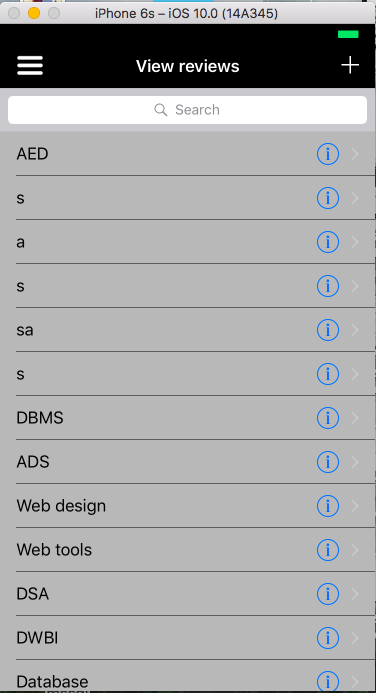 iPhone 6s – iOS 10.0 (14A345)
View reviews
Search
AED
s
a
s
sa
s
DBMS
ADS
Web design
Web tools
DSA
DWBI
Database